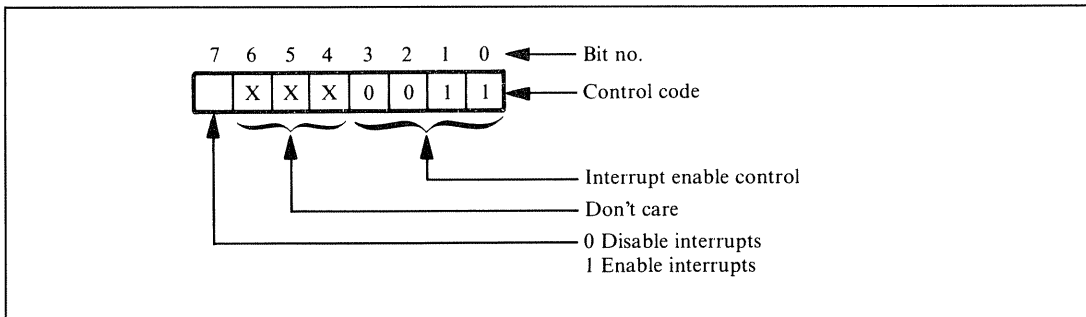 7 6 5 4 3 2 1 0 Bit no.
X X X 0 0 1 1 Control code
Interrupt enable control
Don't care
0 Disable interrupts
1 Enable interrupts